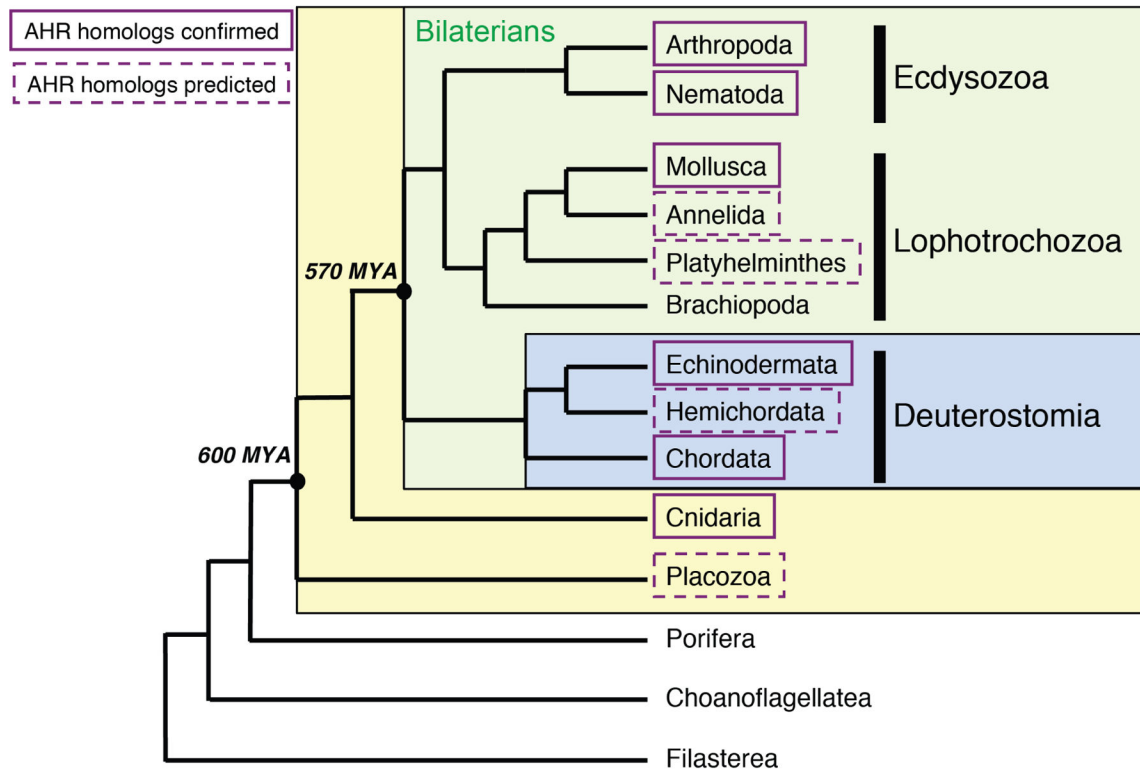 AHR homologs confirmed
AHR homologs predicted
Bilaterians
Arthropoda
Nematoda
Ecdysozoa
Mollusca
Annelida
Platyhelminthes
Brachiopoda
Lophotrochozoa
570 MYA
Echinodermata
Hemichordata
Chordata
Deuterostomia
600 MYA
Cnidaria
Placozoa
Porifera
Choanoflagellatea
Filasterea